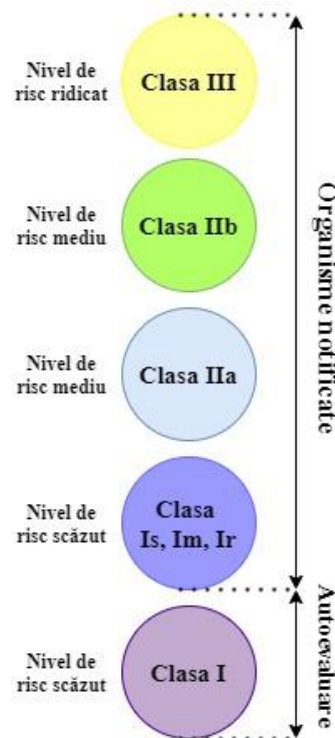 Nivel de
risc ridicat
Clasa III
Nivel de
risc mediu
Clasa IIb
Nivel de
risc mediu
Clasa IIa
Nivel de
risc scăzut
Clasa
Is, Im, Ir
Nivel de
risc scăzut
Clasa I
Organisme notificate
Autoevaluare